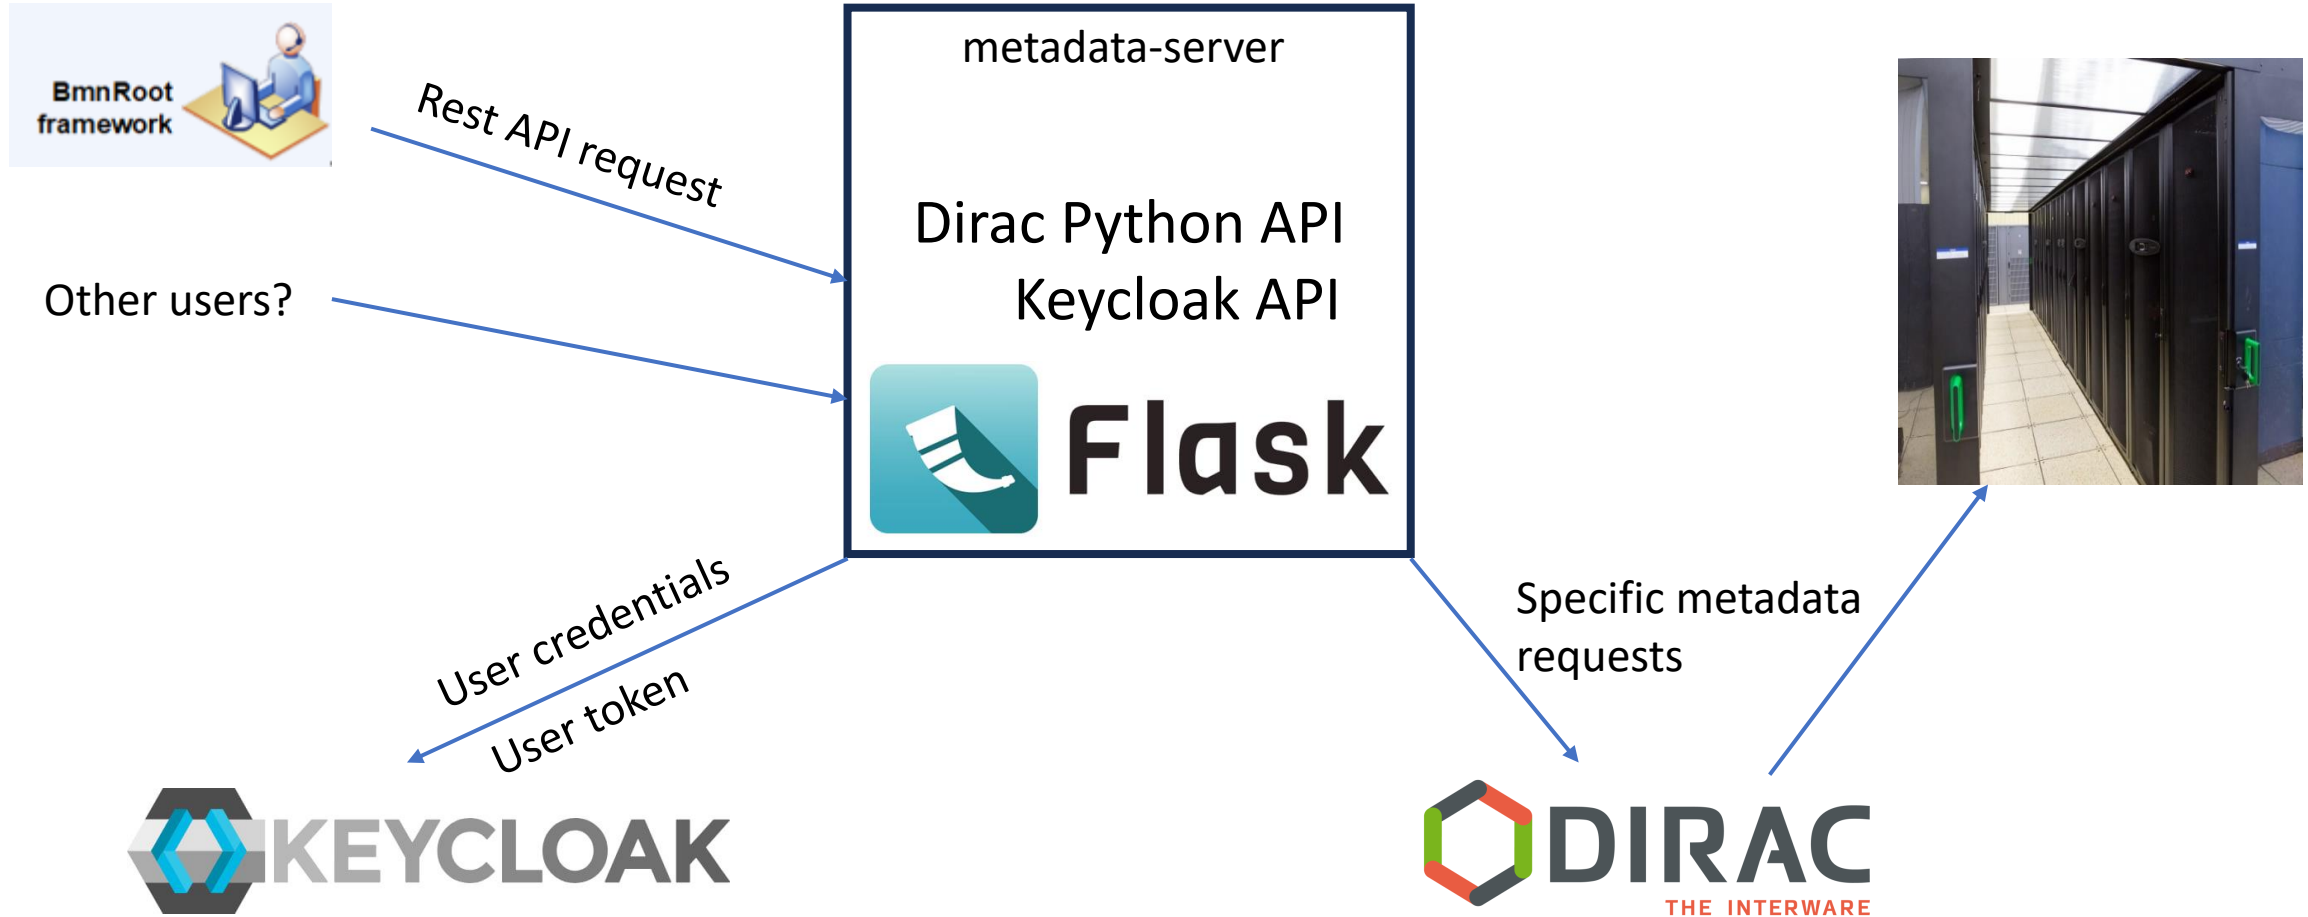 metadata-server
BmnRoot
framework
Rest API request
Dirac Python API
Keycloak API
Other users?
Flask
User credentials
User token
Specific metadata
requests
KEYCLOAK
DIRAC
THE INTERWARE